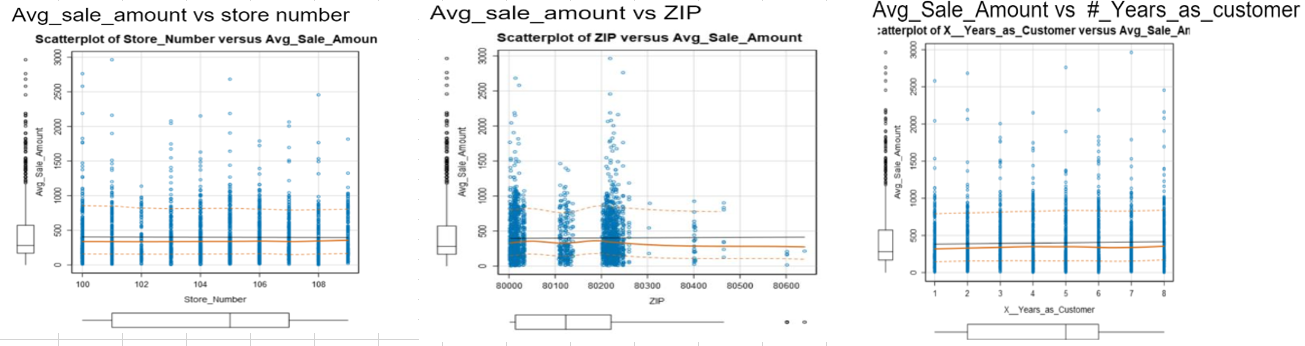 Avg_sale_amount vs store number
Scatterplot of Store_Number versus Avg_Sale_Amoun
Avg_Sale_Amount
3000
2500
2000
1500
1000
500
0
100 102 104 106 108
Store_Number
Avg_sale_amount vs ZIP
Scatterplot of ZIP versus Avg_Sale_Amount
Avg_Sale_Amount
3000
2500
2000
1500
1000
500
0
80000 80100 80200 80300 80400 80500 80600
ZIP
Avg_Sale_Amount vs #_Years_as_customer
:atterplot of X__Years_as_Customer versus Avg_Sale_An
Avg_Sale_Amount
3000
2500
2000
1500
1000
500
0
1 2 3 4 5 6 7 8
X__Years_as_Customer